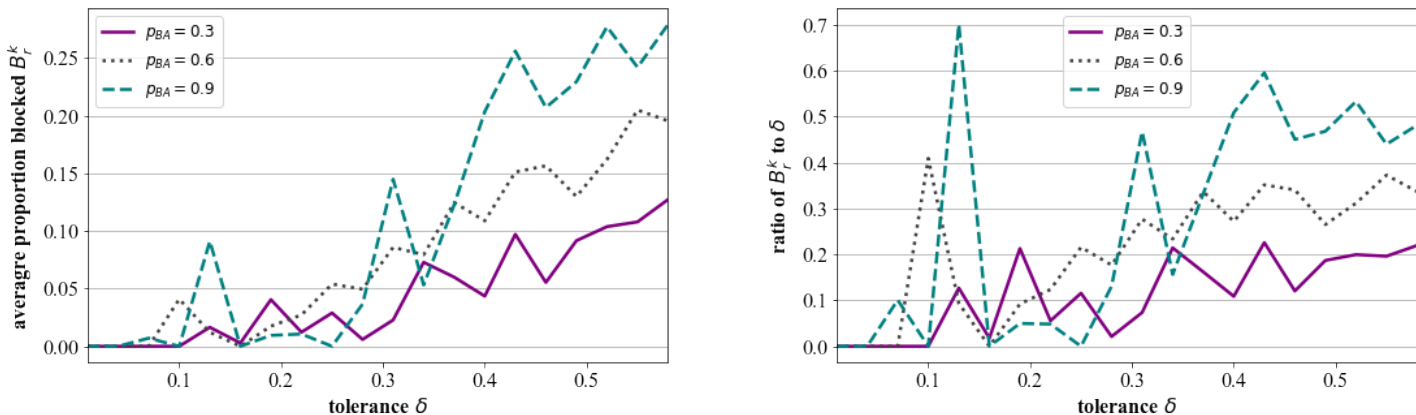 averagre proportion blocked B_r^k
0.25
0.20
0.15
0.10
0.05
0.00
p_BA = 0.3
p_BA = 0.6
p_BA = 0.9
0.1 0.2 0.3 0.4 0.5
tolerance δ
ratio of B_r^k to δ
0.7
0.6
0.5
0.4
0.3
0.2
0.1
0.0
p_BA = 0.3
p_BA = 0.6
p_BA = 0.9
0.1 0.2 0.3 0.4 0.5
tolerance δ